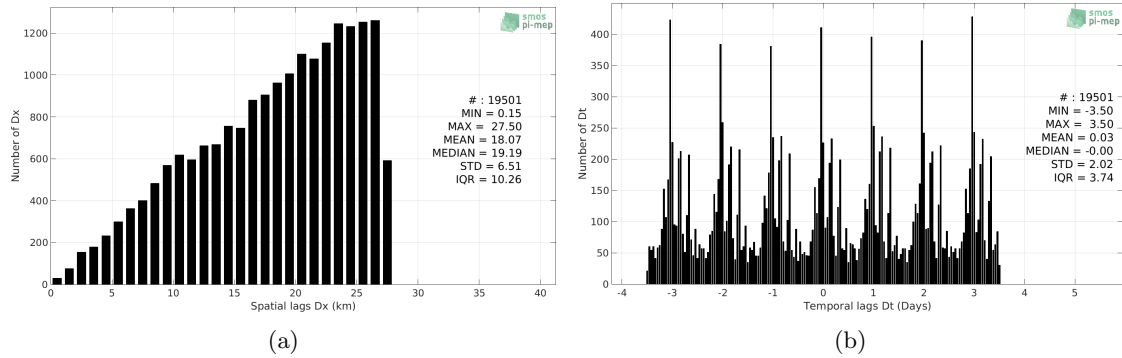 smos
pi-mep
1200
1000
800
600
400
200
0
Number of Dx
# : 19501
MIN = 0.15
MAX = 27.50
MEAN = 18.07
MEDIAN = 19.19
STD = 6.51
IQR = 10.26
0 5 10 15 20 25 30 35 40
Spatial lags Dx (km)
(a)
smos
pi-mep
400
350
300
250
200
150
100
50
0
Number of Dt
# : 19501
MIN = -3.50
MAX = 3.50
MEAN = 0.03
MEDIAN = -0.00
STD = 2.02
IQR = 3.74
-4 -3 -2 -1 0 1 2 3 4 5
Temporal lags Dt (Days)
(b)